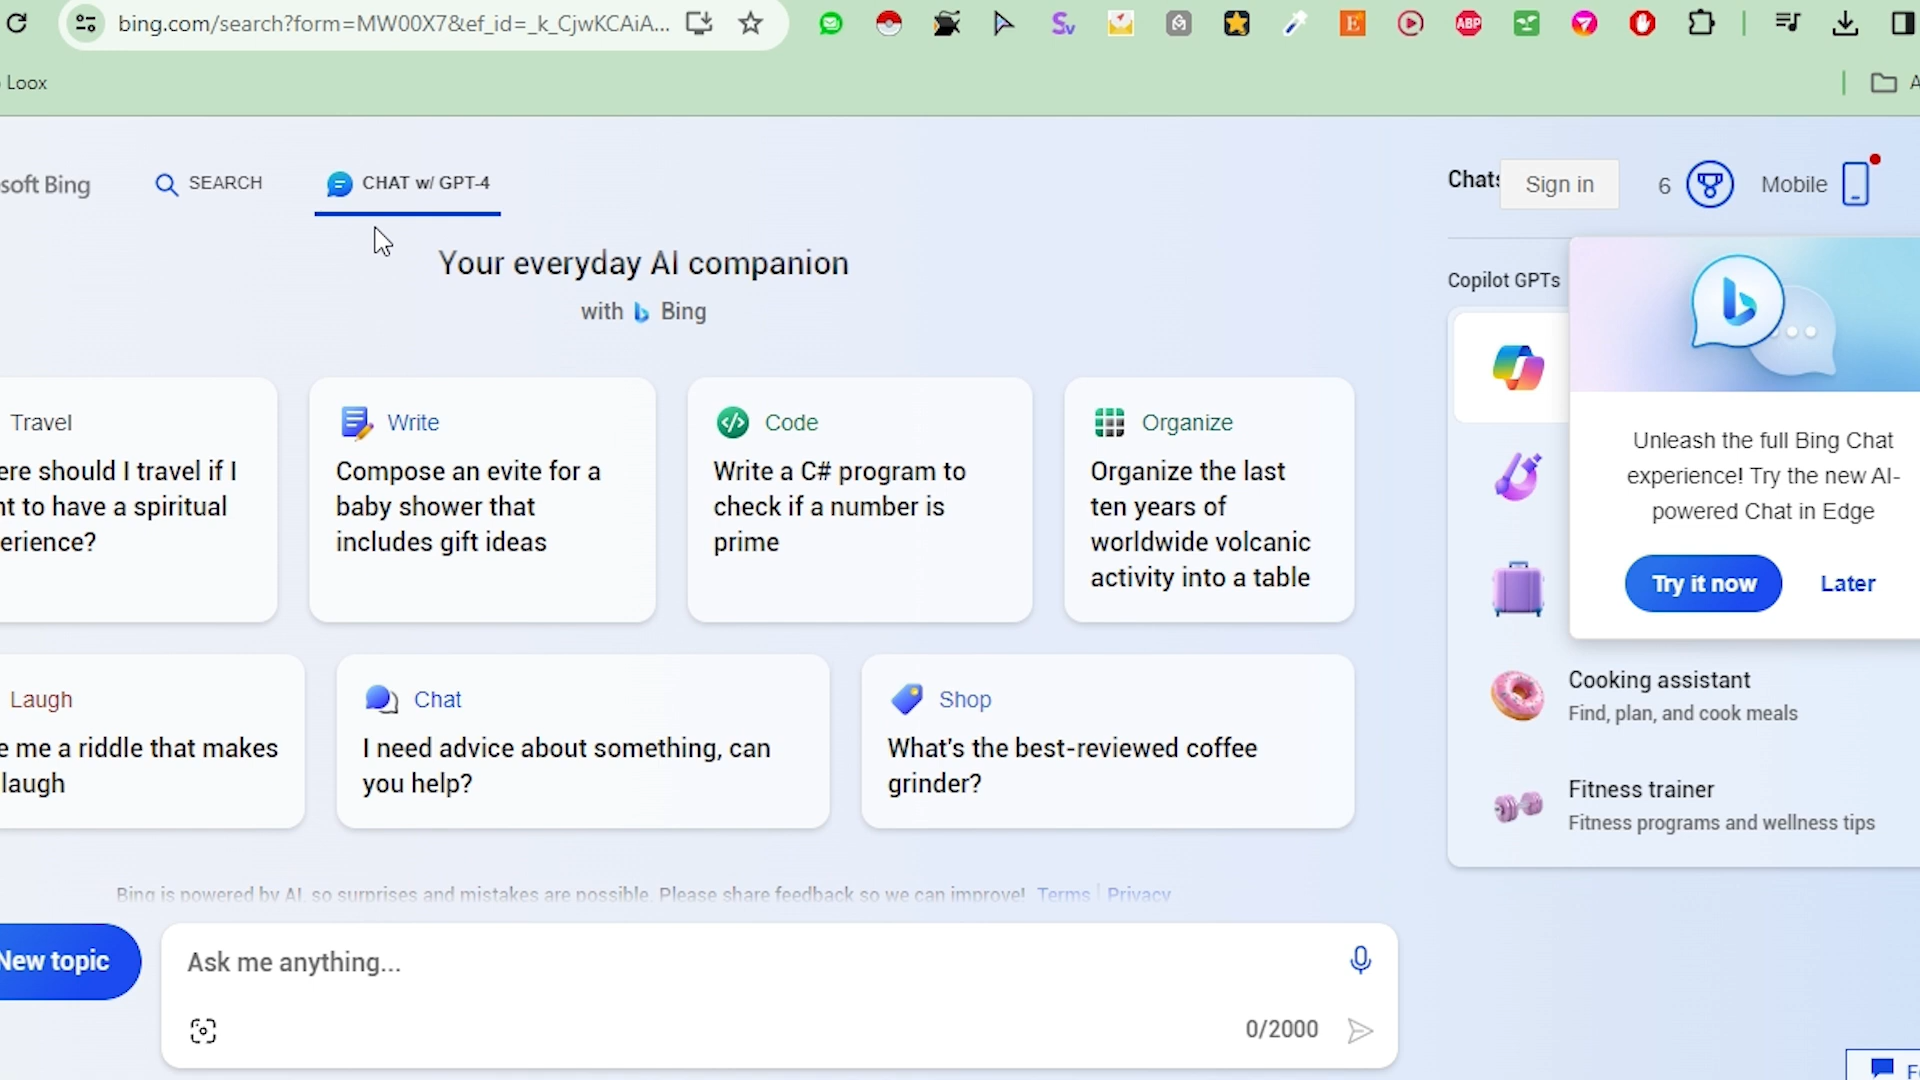 bing.com/search?form=MW00X7&ef_id=_k_CjwKCAiA...
ABP
Loox
soft Bing
SEARCH
CHAT w/ GPT-4
Chats
Sign in
6
Mobile
Your everyday AI companion
with Bing
Copilot GPTs
Unleash the full Bing Chat
experience! Try the new AI-
powered Chat in Edge
Try it now
Later
Travel
ere should I travel if I
nt to have a spiritual
erience?
Write
Compose an evite for a
baby shower that
includes gift ideas
Code
Write a C# program to
check if a number is
prime
Organize
Organize the last
ten years of
worldwide volcanic
activity into a table
Laugh
e me a riddle that makes
laugh
Chat
I need advice about something, can
you help?
Shop
What's the best-reviewed coffee
grinder?
Cooking assistant
Find, plan, and cook meals
Fitness trainer
Fitness programs and wellness tips
Bing is powered by AI, so surprises and mistakes are possible. Please share feedback so we can improve! Terms | Privacy
New topic
Ask me anything...
0/2000